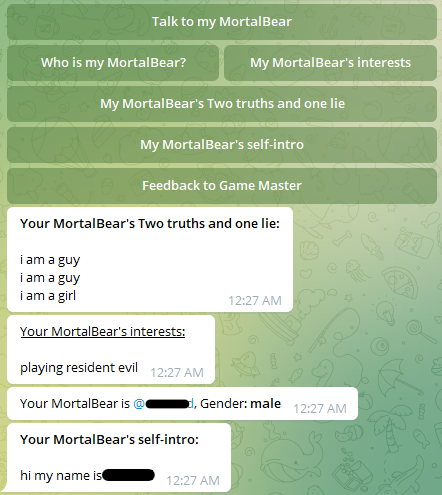 Talk to my MortalBear
Who is my MortalBear?
My MortalBear's interests
My MortalBear's Two truths and one lie
My MortalBear's self-intro
Feedback to Game Master
Your MortalBear's Two truths and one lie:
i am a guy
i am a guy
i am a girl
12:27 AM
Your MortalBear's interests:
playing resident evil 12:27 AM
Your MortalBear is @ , Gender: male 12:27 AM
Your MortalBear's self-intro:
hi my name is 12:27 AM